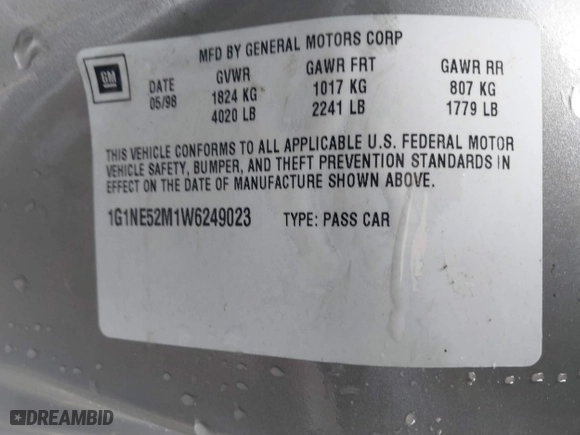 MFD BY GENERAL MOTORS CORP
GM
DATE GVWR GAWR FRT GAWR RR
05/98 1824 KG 1017 KG 807 KG
4020 LB 2241 LB 1779 LB
THIS VEHICLE CONFORMS TO ALL APPLICABLE U.S. FEDERAL MOTOR
VEHICLE SAFETY, BUMPER, AND THEFT PREVENTION STANDARDS IN
EFFECT ON THE DATE OF MANUFACTURE SHOWN ABOVE.
1G1NE52M1W6249023 TYPE: PASS CAR
DREAMBID